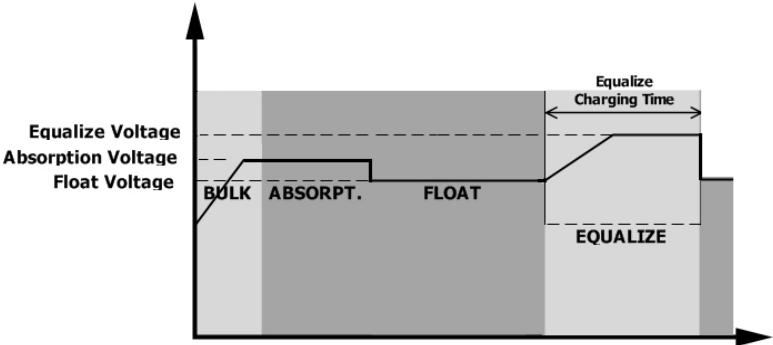 Equalize
Charging Time
Equalize Voltage
Absorption Voltage
Float Voltage
BULK ABSORPT. FLOAT
EQUALIZE